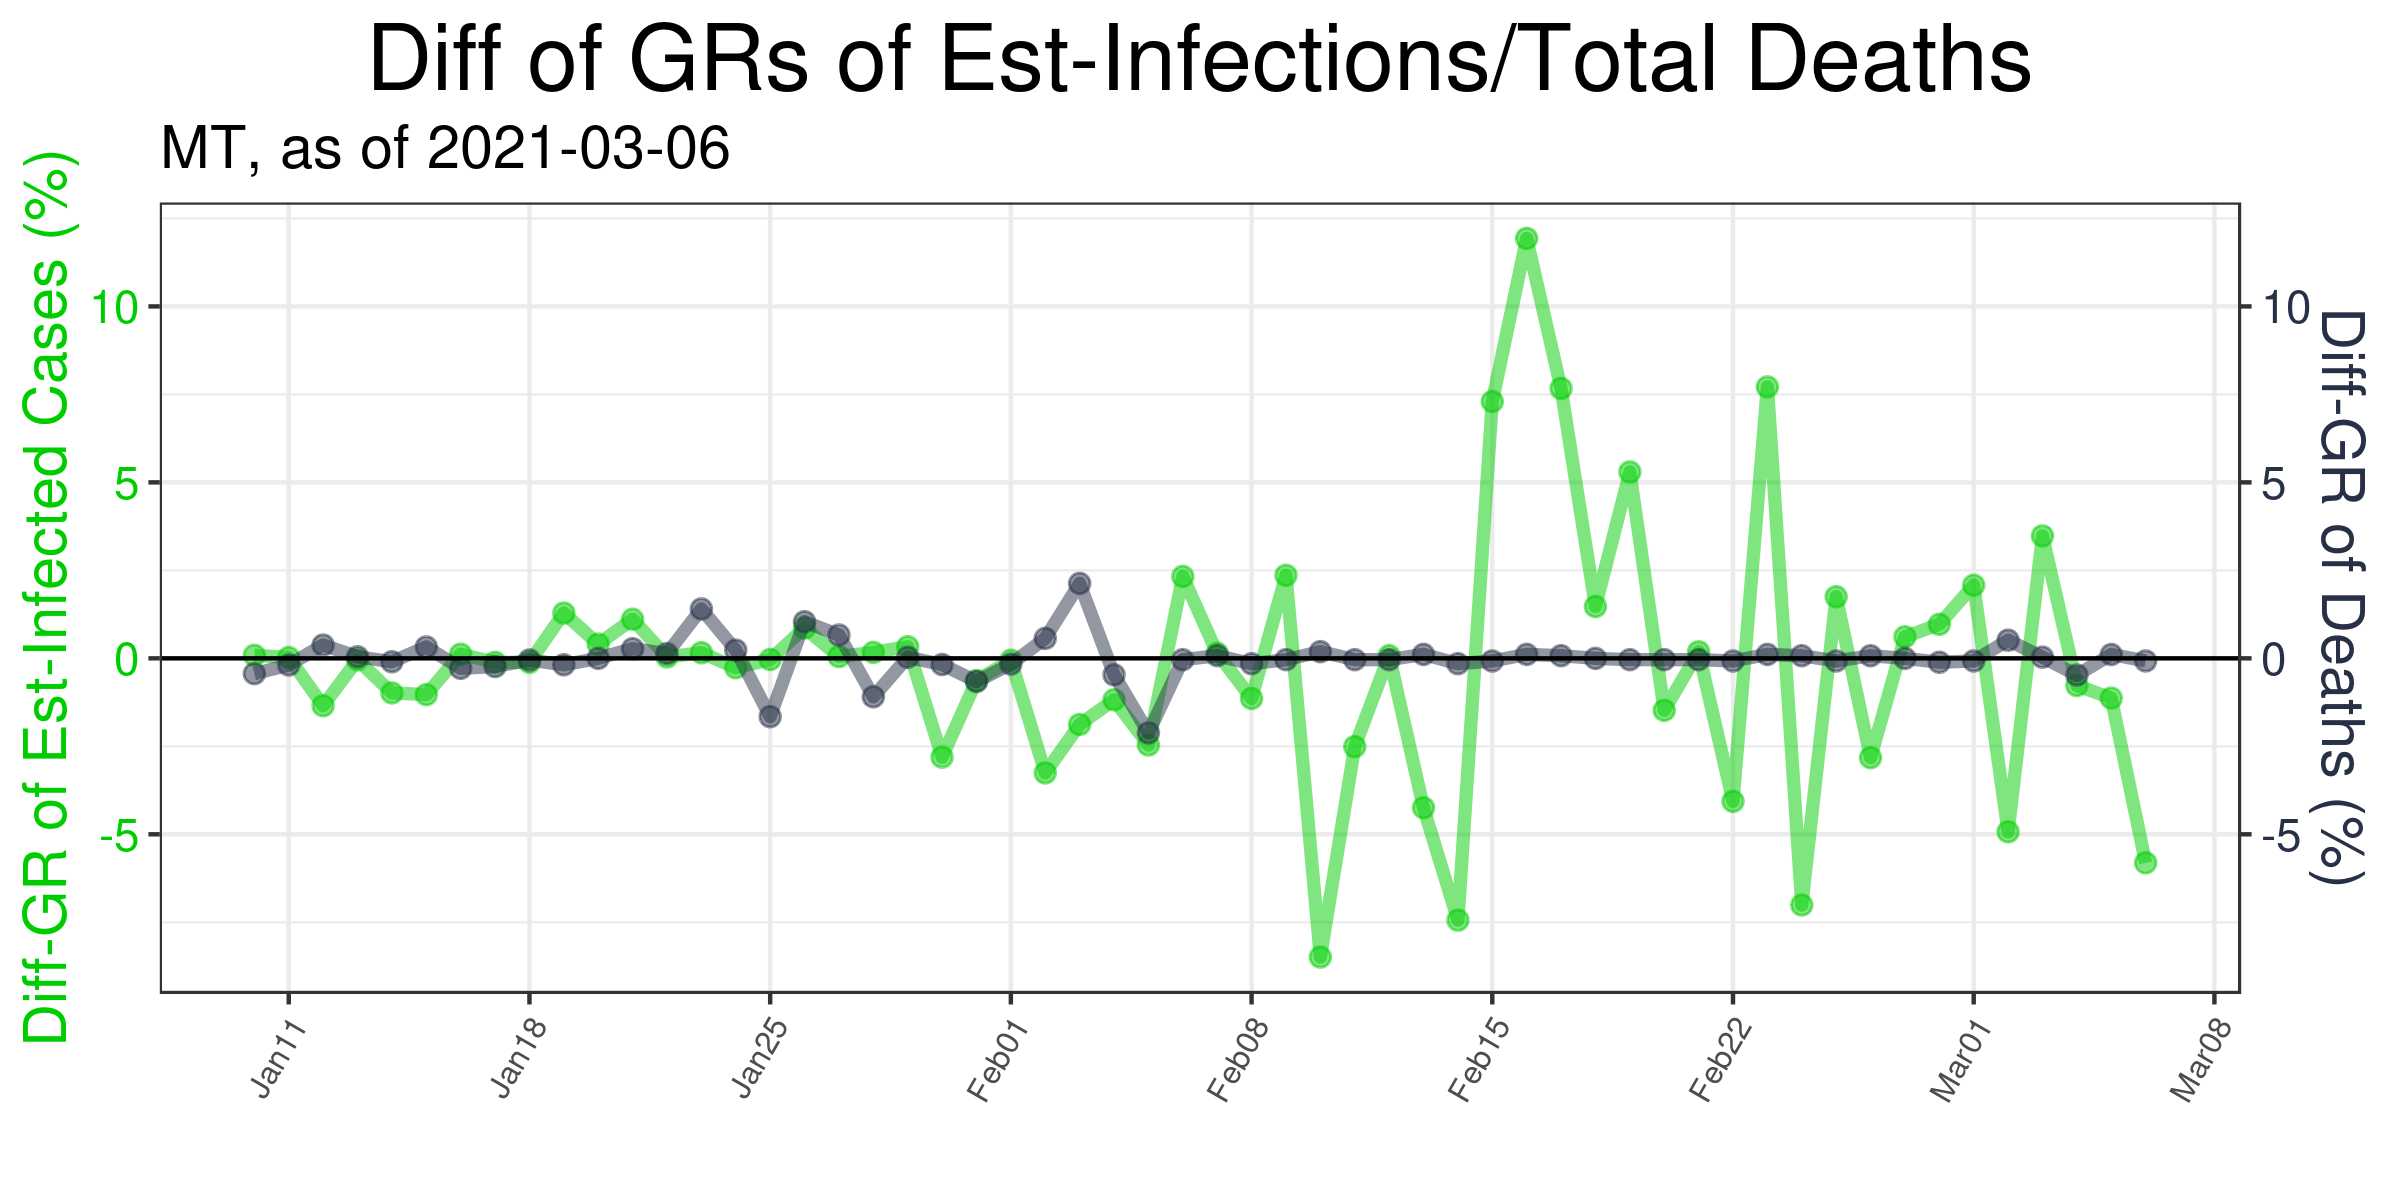 Diff of GRs of Est-Infections/Total Deaths
MT, as of 2021-03-06
Diff-GR of Est-Infected Cases (%)
10
5
0
-5
10
5
0
-5
Diff-GR of Deaths (%)
Jan11
Jan18
Jan25
Feb01
Feb08
Feb15
Feb22
Mar01
Mar08